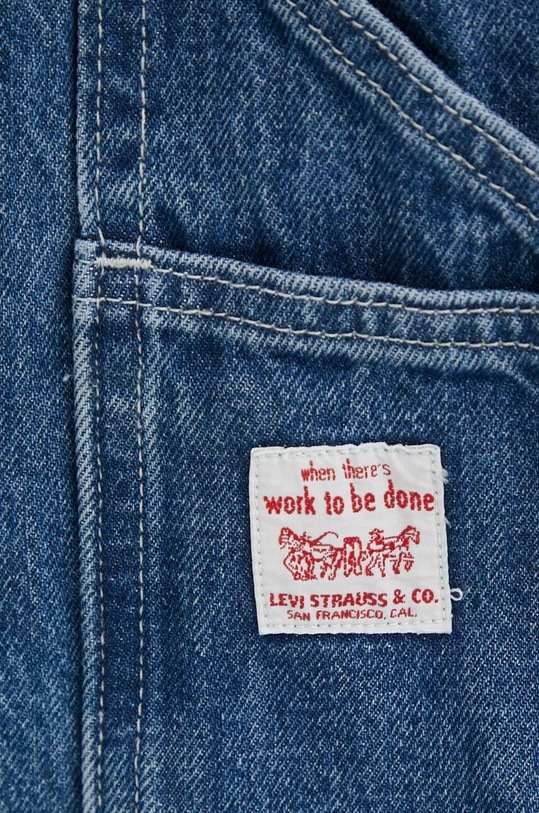 when there's
work to be done
LEVI STRAUSS & CO.
SAN FRANCISCO, CAL.